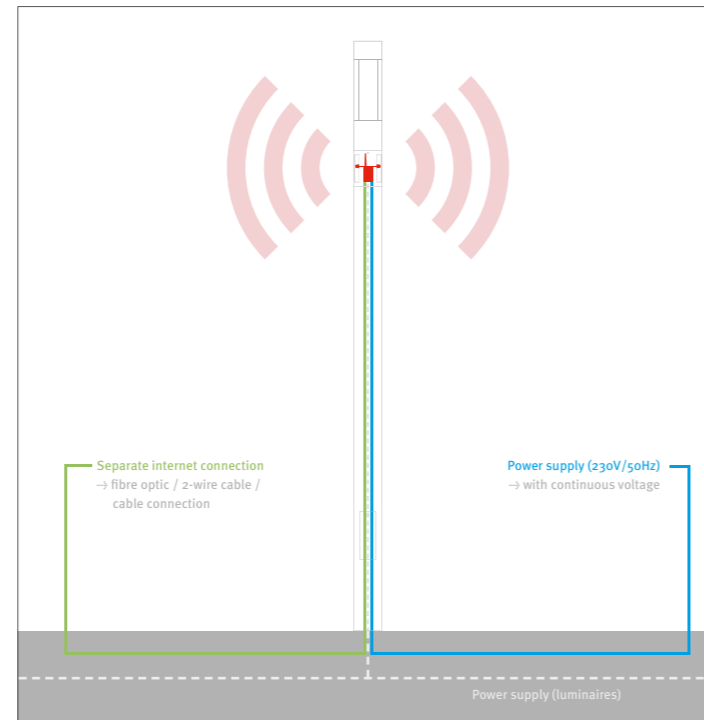 Separate internet connection
→ fibre optic / 2-wire cable /
cable connection
Power supply (230V/50Hz)
→ with continuous voltage
Power supply (luminaires)